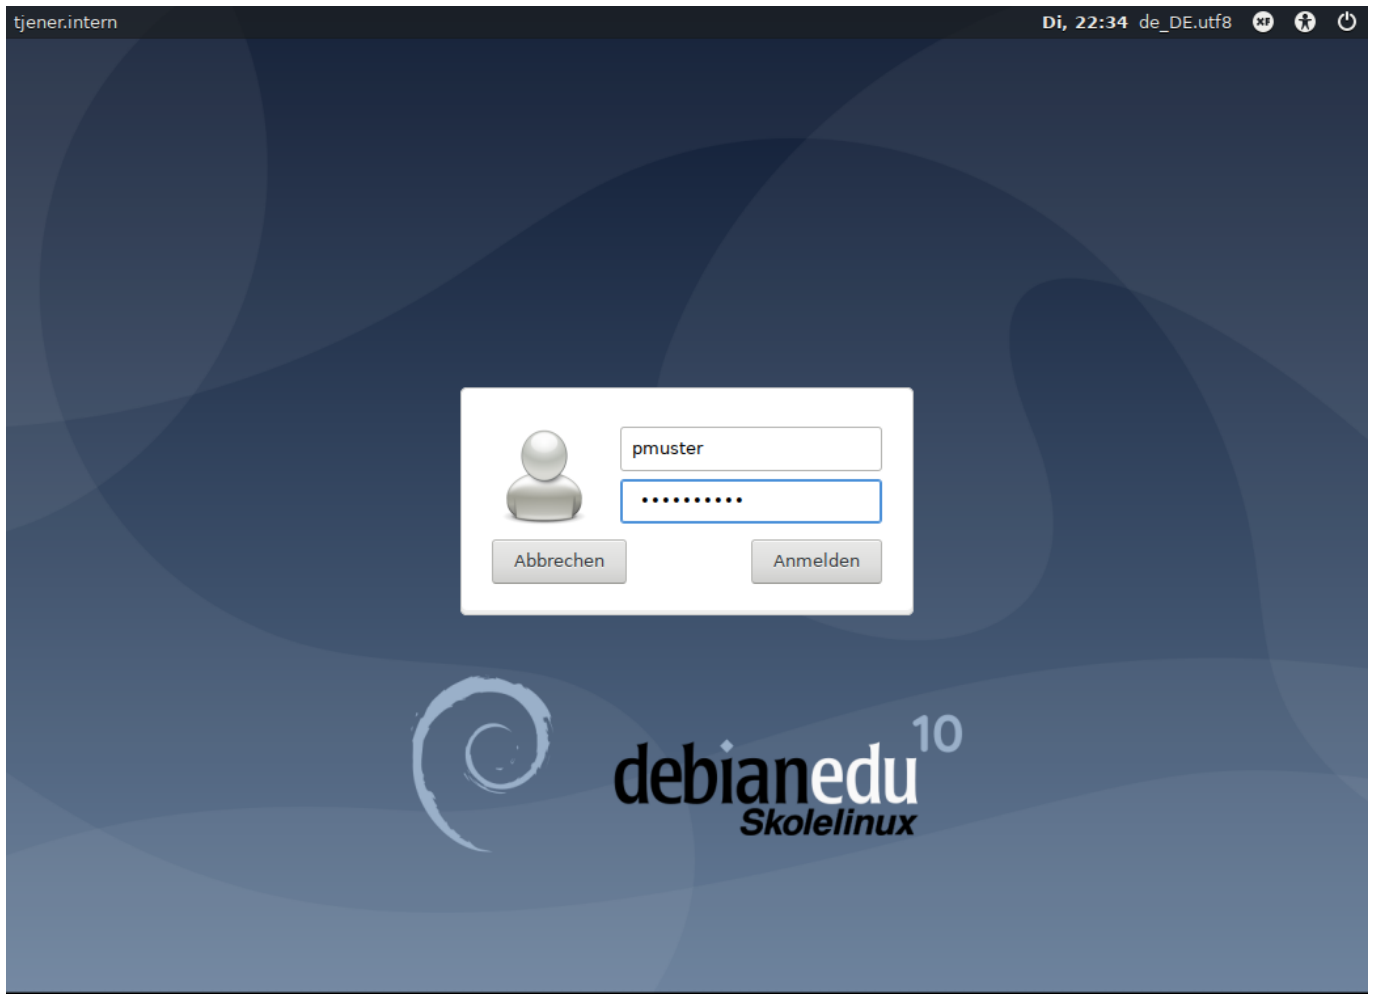 tjener.intern
Di, 22:34 de_DE.utf8
pmuster
••••••••••
Abbrechen
Anmelden
debianedu 10
Skolelinux